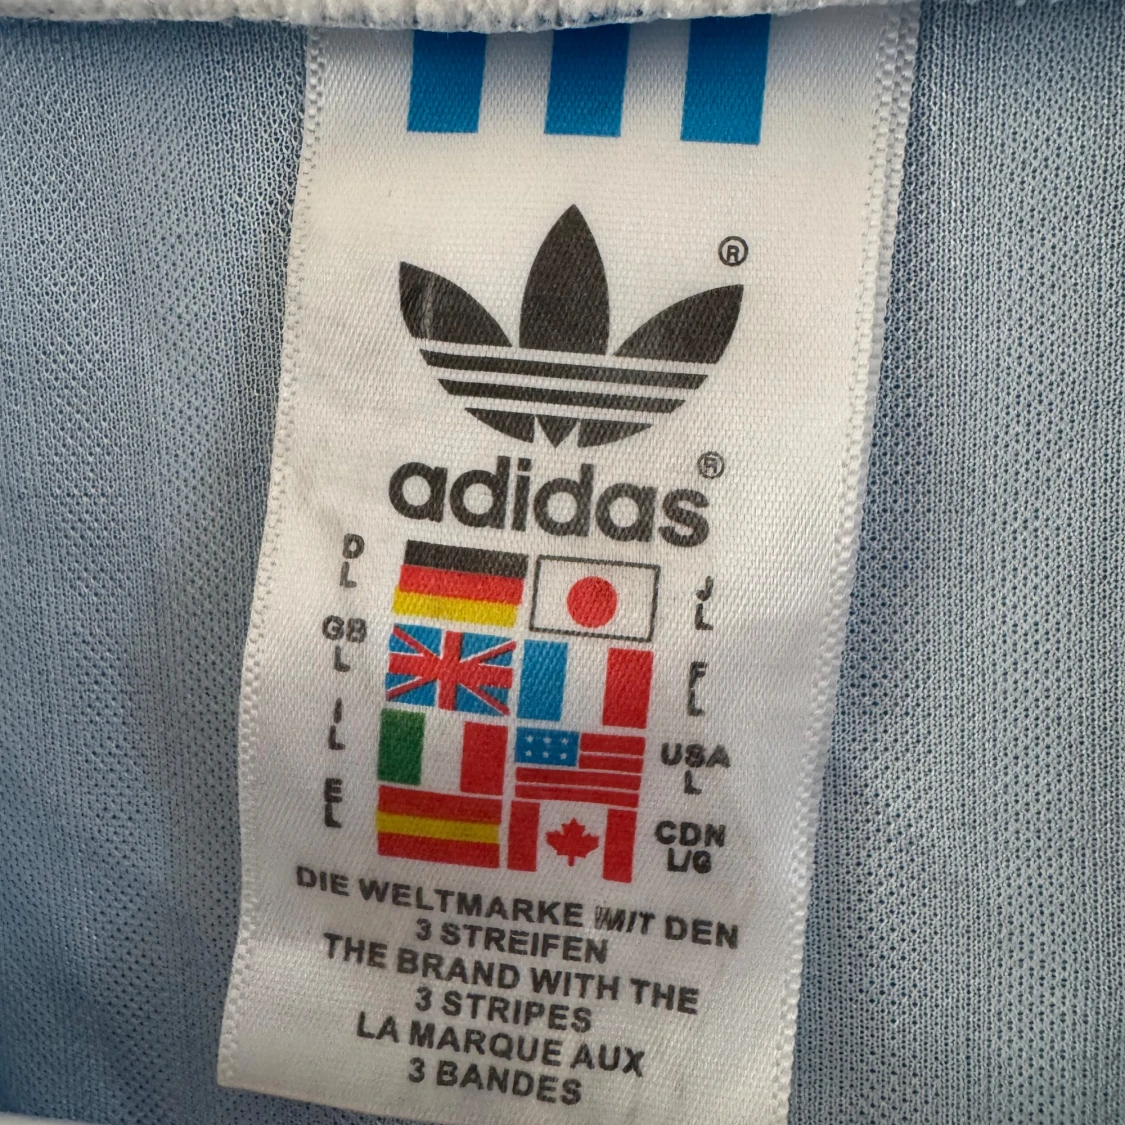 ®
adidas®
D
L
J
L
GB
L
F
L
I
L
USA
L
E
L
CDN
L/G
DIE WELTMARKE MIT DEN
3 STREIFEN
THE BRAND WITH THE
3 STRIPES
LA MARQUE AUX
3 BANDES